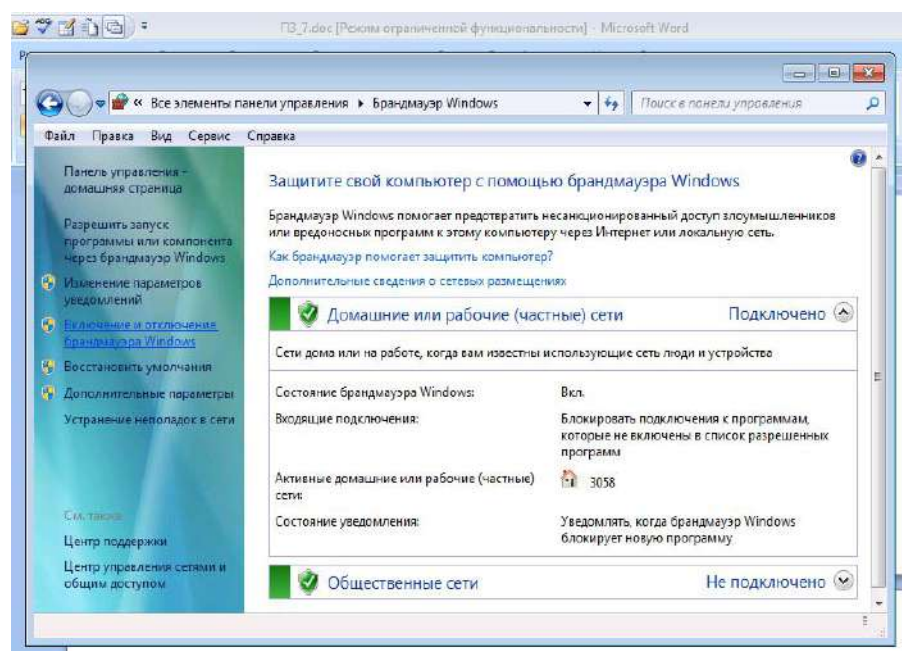 ПЗ_7.doc [Режим ограниченной функциональности] - Microsoft Word
« Все элементы панели управления ▸ Брандмауэр Windows
Поиск в панели управления
Файл Правка Вид Сервис Справка
Панель управления -
домашняя страница
Разрешить запуск
программы или компонента
через брандмауэр Windows
Изменение параметров
уведомлений
Включение и отключение
брандмауэра Windows
Восстановить умолчания
Дополнительные параметры
Устранение неполадок в сети
См. также
Центр поддержки
Центр управления сетями и
общим доступом
Защитите свой компьютер с помощью брандмауэра Windows
Брандмауэр Windows помогает предотвратить несанкционированный доступ злоумышленников
или вредоносных программ к этому компьютеру через Интернет или локальную сеть.
Как брандмауэр помогает защитить компьютер?
Дополнительные сведения о сетевых размещениях
Домашние или рабочие (частные) сети Подключено
Сети дома или на работе, когда вам известны использующие сеть люди и устройства
Состояние брандмауэра Windows: Вкл.
Входящие подключения: Блокировать подключения к программам,
которые не включены в список разрешенных
программ
Активные домашние или рабочие (частные) 3058
сети:
Состояние уведомления: Уведомлять, когда брандмауэр Windows
блокирует новую программу
Общественные сети Не подключено